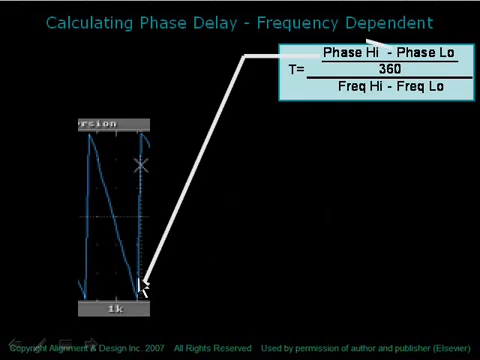 Calculating Phase Delay - Frequency Dependent
Phase Hi - Phase Lo
T=
360
Freq Hi - Freq Lo
rsion
1k
Copyright Alignment & Design Inc. 2007 All Rights Reserved Used by permission of author and publisher (Elsevier)